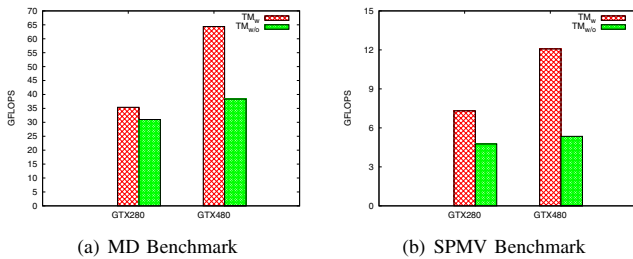 70
65
60
55
50
45
40
35
30
25
20
15
10
5
0
GFLOPS
TMw
TMw/o
GTX280 GTX480
(a) MD Benchmark
15
12
9
6
3
0
GFLOPS
TMw
TMw/o
GTX280 GTX480
(b) SPMV Benchmark